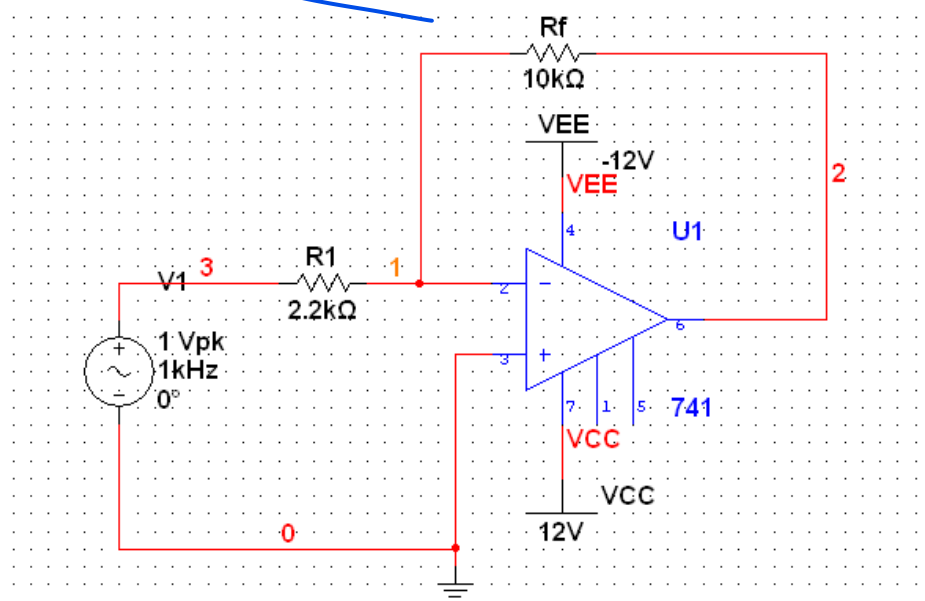 Rf
10kΩ
VEE
-12V
VEE
2
4
U1
R1
V1
3
1
2.2kΩ
2
−
6
1 Vpk
1kHz
0°
+
~
−
3
+
7
1
5
741
VCC
VCC
0
12V